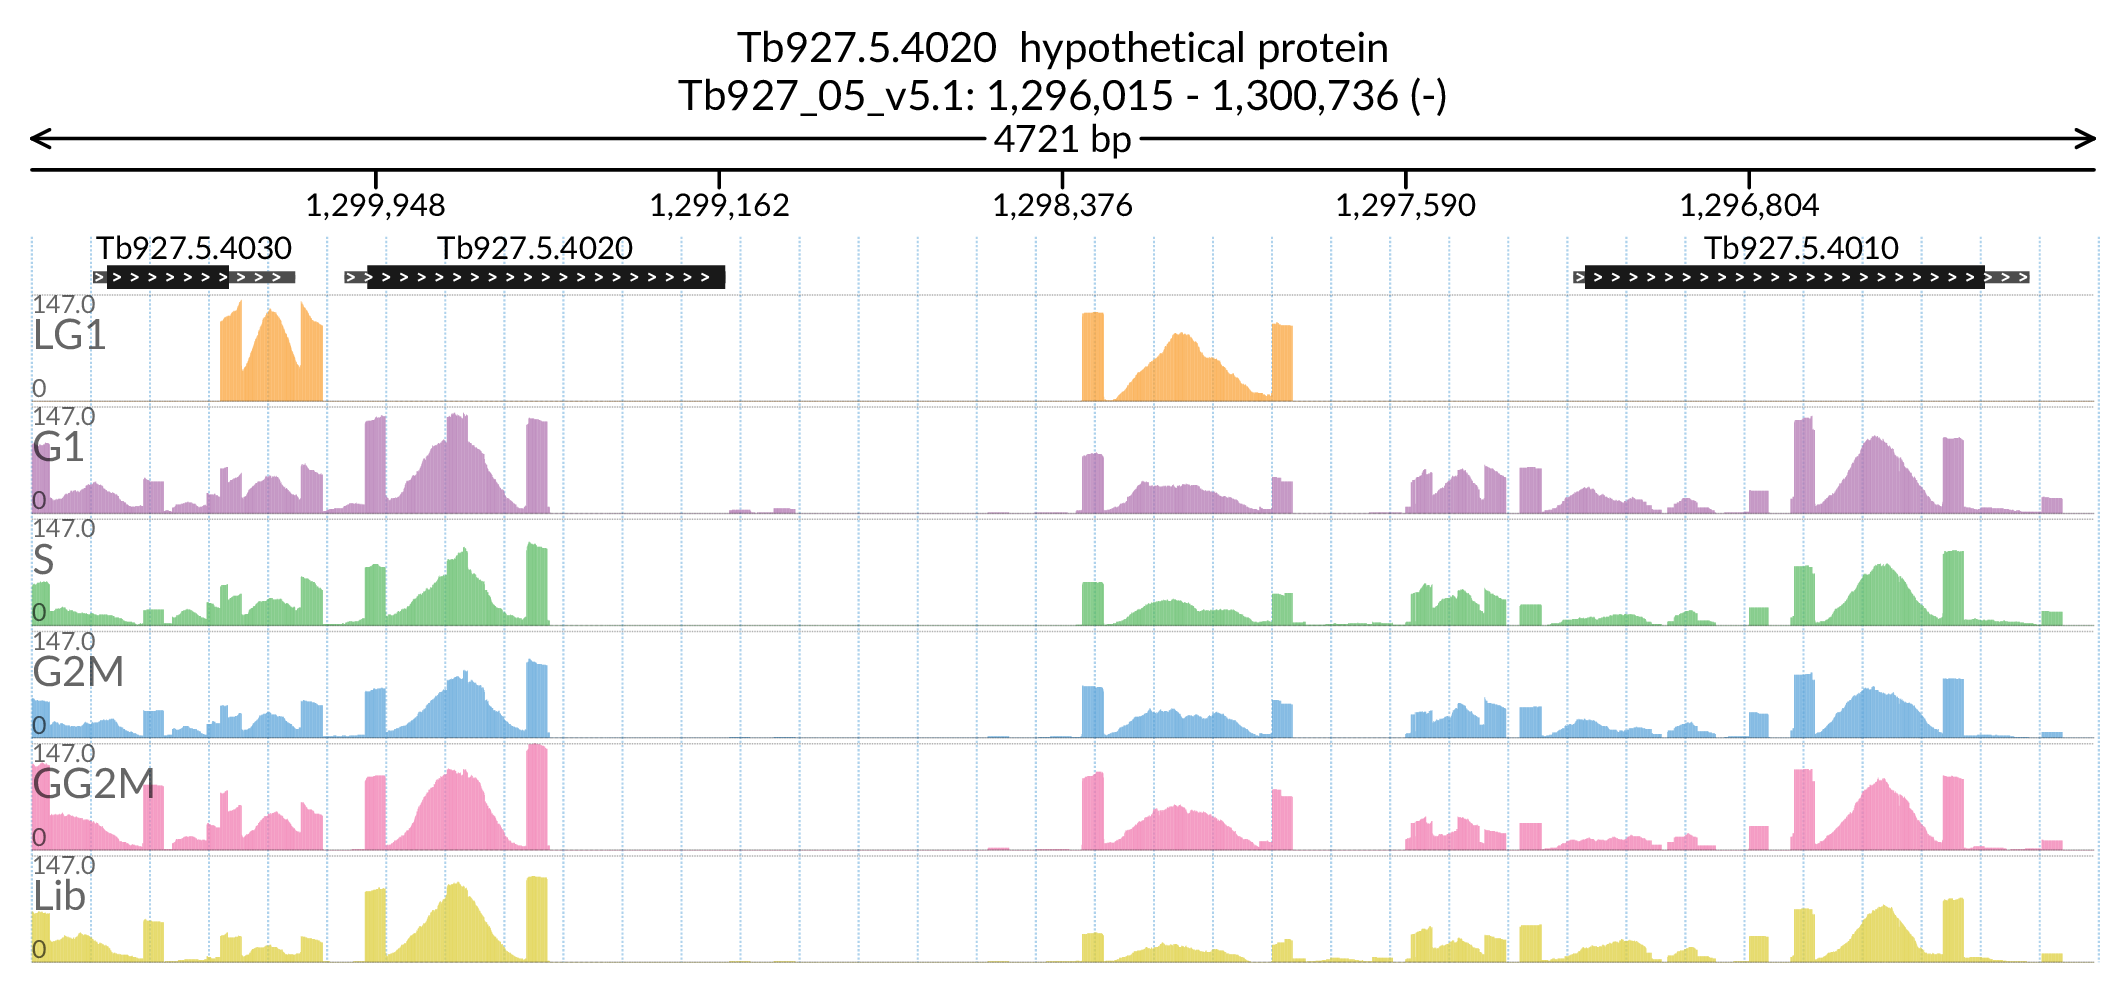 Tb927.5.4020  hypothetical protein
Tb927_05_v5.1: 1,296,015 - 1,300,736 (-)
4721 bp
1,299,948 1,299,162 1,298,376 1,297,590 1,296,804
Tb927.5.4030 Tb927.5.4020 Tb927.5.4010
147.0
LG1
0
147.0
G1
0
147.0
S
0
147.0
G2M
0
147.0
GG2M
0
147.0
Lib
0